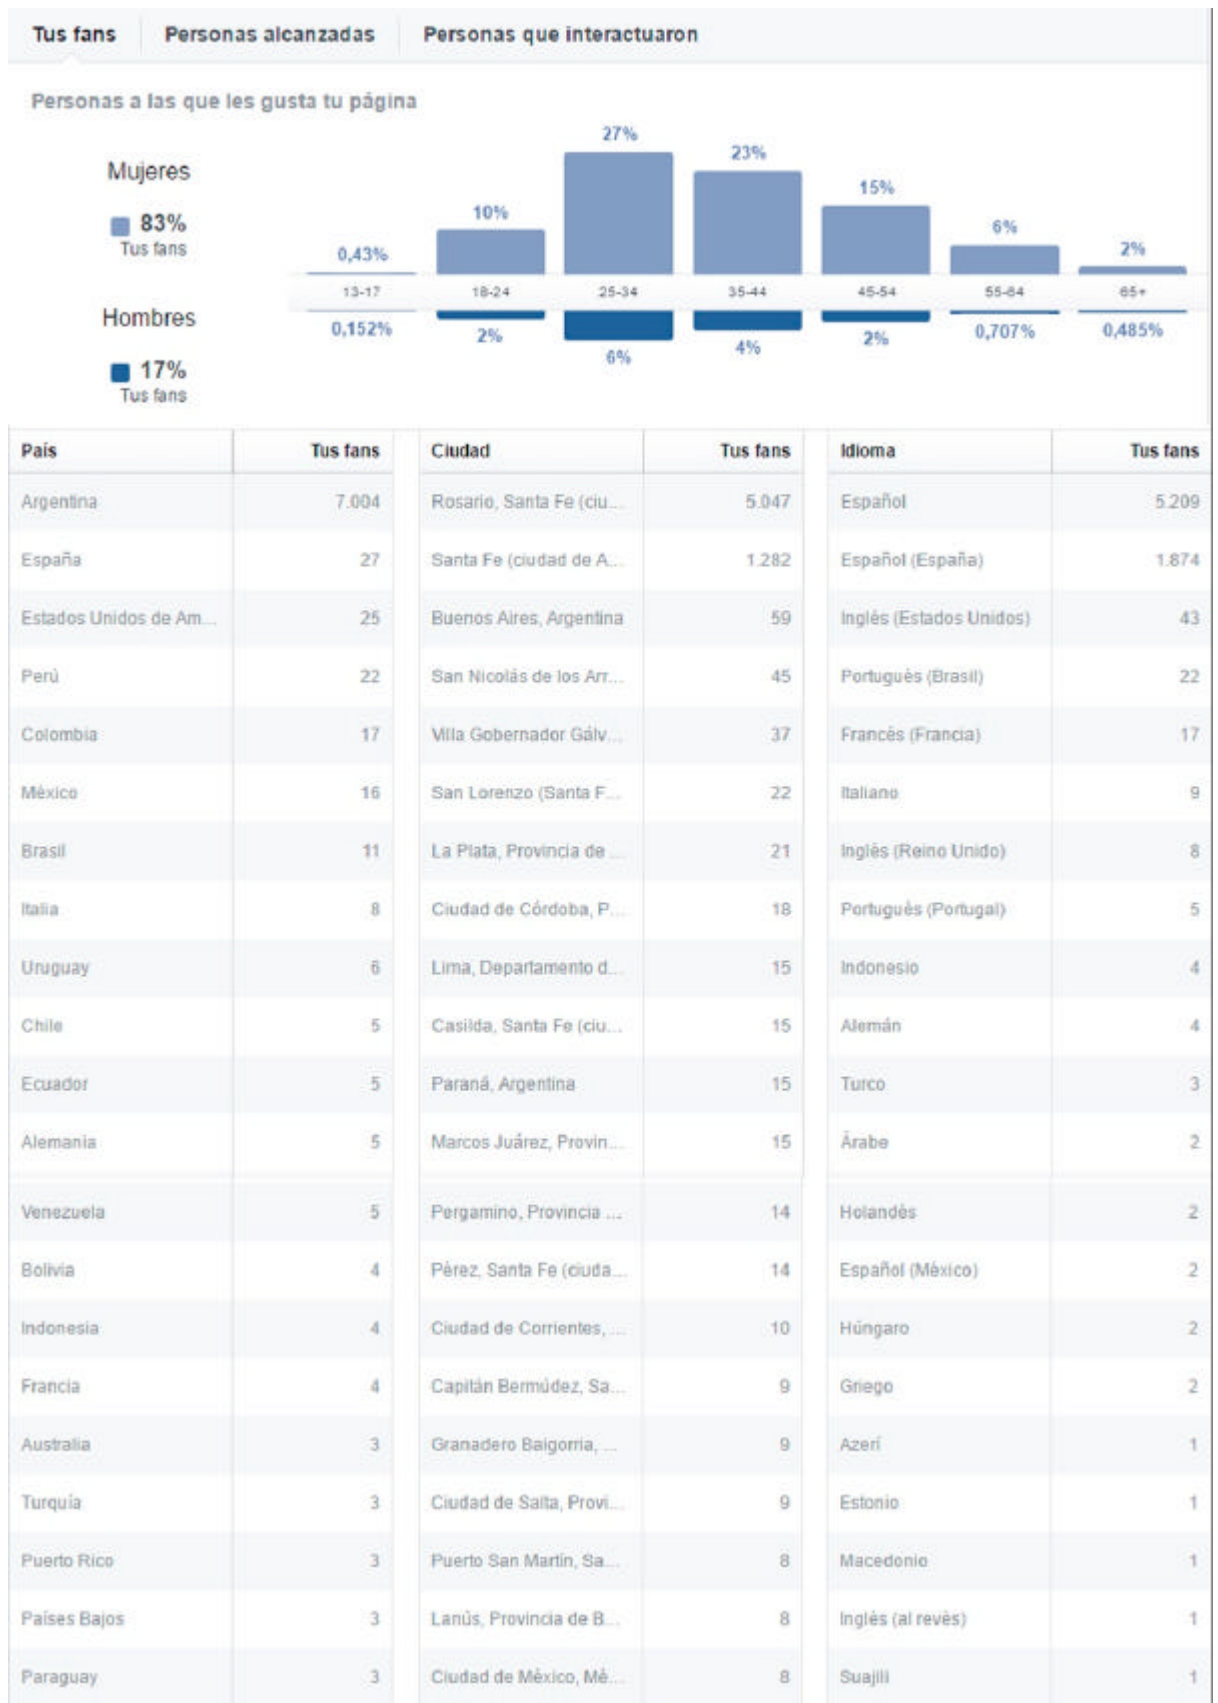 Tus fans Personas alcanzadas Personas que interactuaron
Personas a las que les gusta tu página
27%
23%
Mujeres
15%
83%
10%
6%
Tus fans
0,43%
2%
13-17 18-24 25-34 35-44 45-54 55-64 65+
Hombres
0,152% 2% 6% 4% 2% 0,707% 0,485%
17%
Tus fans
País Tus fans Ciudad Tus fans Idioma Tus fans
Argentina 7.004 Rosario, Santa Fe (ciu... 5.047 Español 5.209
España 27 Santa Fe (ciudad de A... 1.282 Español (España) 1.874
Estados Unidos de Am... 25 Buenos Aires, Argentina 59 Inglés (Estados Unidos) 43
Perú 22 San Nicolás de los Arr... 45 Portugués (Brasil) 22
Colombia 17 Villa Gobernador Gálv... 37 Francés (Francia) 17
México 16 San Lorenzo (Santa F... 22 Italiano 9
Brasil 11 La Plata, Provincia de ... 21 Inglés (Reino Unido) 8
Italia 8 Ciudad de Córdoba, P... 18 Portugués (Portugal) 5
Uruguay 6 Lima, Departamento d... 15 Indonesio 4
Chile 5 Casilda, Santa Fe (ciu... 15 Alemán 4
Ecuador 5 Paraná, Argentina 15 Turco 3
Alemania 5 Marcos Juárez, Provin... 15 Árabe 2
Venezuela 5 Pergamino, Provincia ... 14 Holandés 2
Bolivia 4 Pérez, Santa Fe (ciuda... 14 Español (México) 2
Indonesia 4 Ciudad de Corrientes, ... 10 Húngaro 2
Francia 4 Capitán Bermúdez, Sa... 9 Griego 2
Australia 3 Granadero Baigorria, ... 9 Azerí 1
Turquía 3 Ciudad de Salta, Provi... 9 Estonio 1
Puerto Rico 3 Puerto San Martín, Sa... 8 Macedonio 1
Países Bajos 3 Lanús, Provincia de B... 8 Inglés (al revés) 1
Paraguay 3 Ciudad de México, Mé... 8 Suajili 1